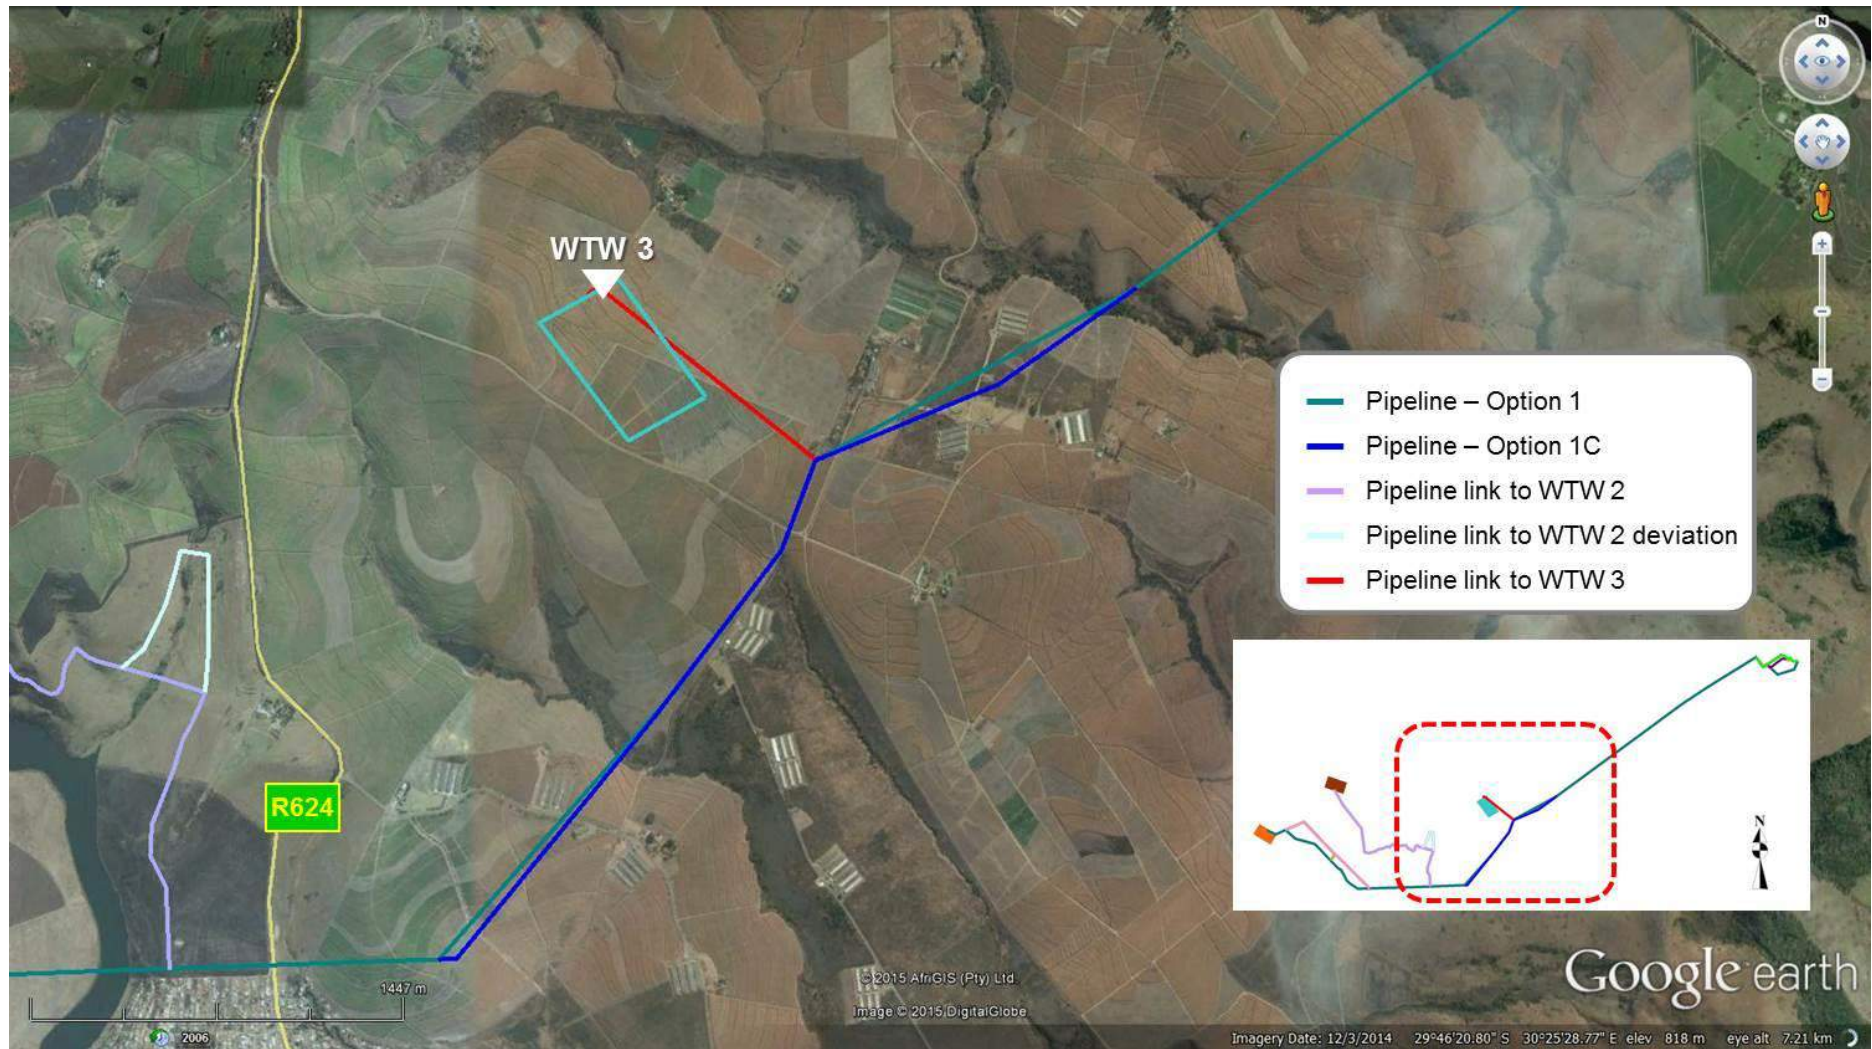 N
WTW 3
Pipeline – Option 1
Pipeline – Option 1C
Pipeline link to WTW 2
Pipeline link to WTW 2 deviation
Pipeline link to WTW 3
R624
N
Google earth
1447 m
© 2015 AfriGIS (Pty) Ltd.
Image © 2015 DigitalGlobe
2006
Imagery Date: 12/3/2014 29°46'20.80" S 30°25'28.77" E elev 818 m eye alt 7.21 km